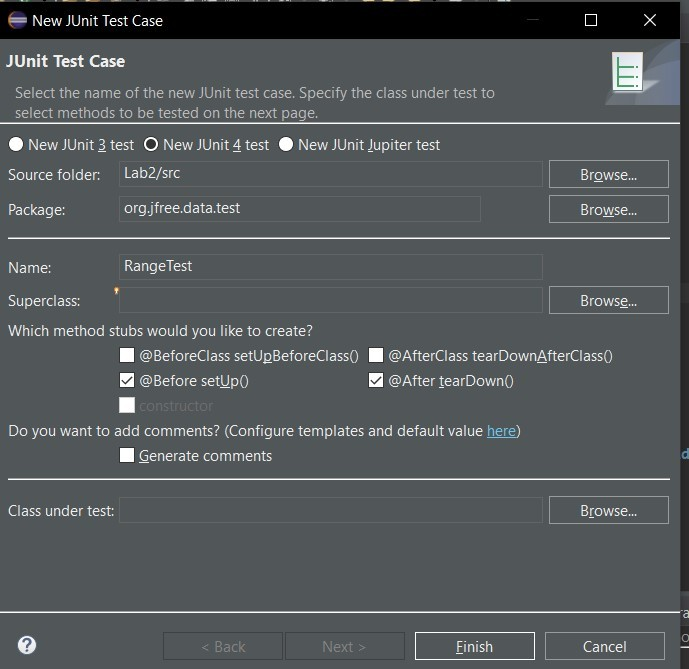 New JUnit Test Case
JUnit Test Case
Select the name of the new JUnit test case. Specify the class under test to
select methods to be tested on the next page.
New JUnit 3 test New JUnit 4 test New JUnit Jupiter test
Source folder: Lab2/src Browse...
Package: org.jfree.data.test Browse...
Name: RangeTest
Superclass: Browse...
Which method stubs would you like to create?
@BeforeClass setUpBeforeClass() @AfterClass tearDownAfterClass()
@Before setUp() @After tearDown()
constructor
Do you want to add comments? (Configure templates and default value here)
Generate comments
Class under test: Browse...
? < Back Next > Finish Cancel